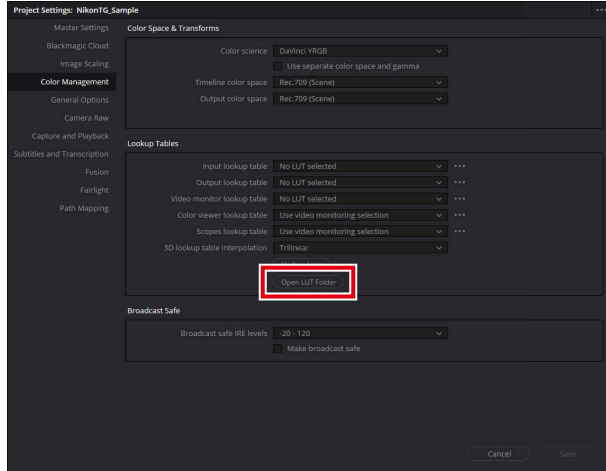 Project Settings: NikonTG_Sample
Master Settings
Blackmagic Cloud
Image Scaling
Color Management
General Options
Camera Raw
Capture and Playback
Subtitles and Transcription
Fusion
Fairlight
Path Mapping
Color Space & Transforms
Color science DaVinci YRGB
Use separate color space and gamma
Timeline color space Rec.709 (Scene)
Output color space Rec.709 (Scene)
Lookup Tables
Input lookup table No LUT selected
Output lookup table No LUT selected
Video monitor lookup table No LUT selected
Color viewer lookup table Use video monitoring selection
Scopes lookup table Use video monitoring selection
3D lookup table interpolation Trilinear
Open LUT Folder
Broadcast Safe
Broadcast safe IRE levels -20 - 120
Make broadcast safe
Cancel Save